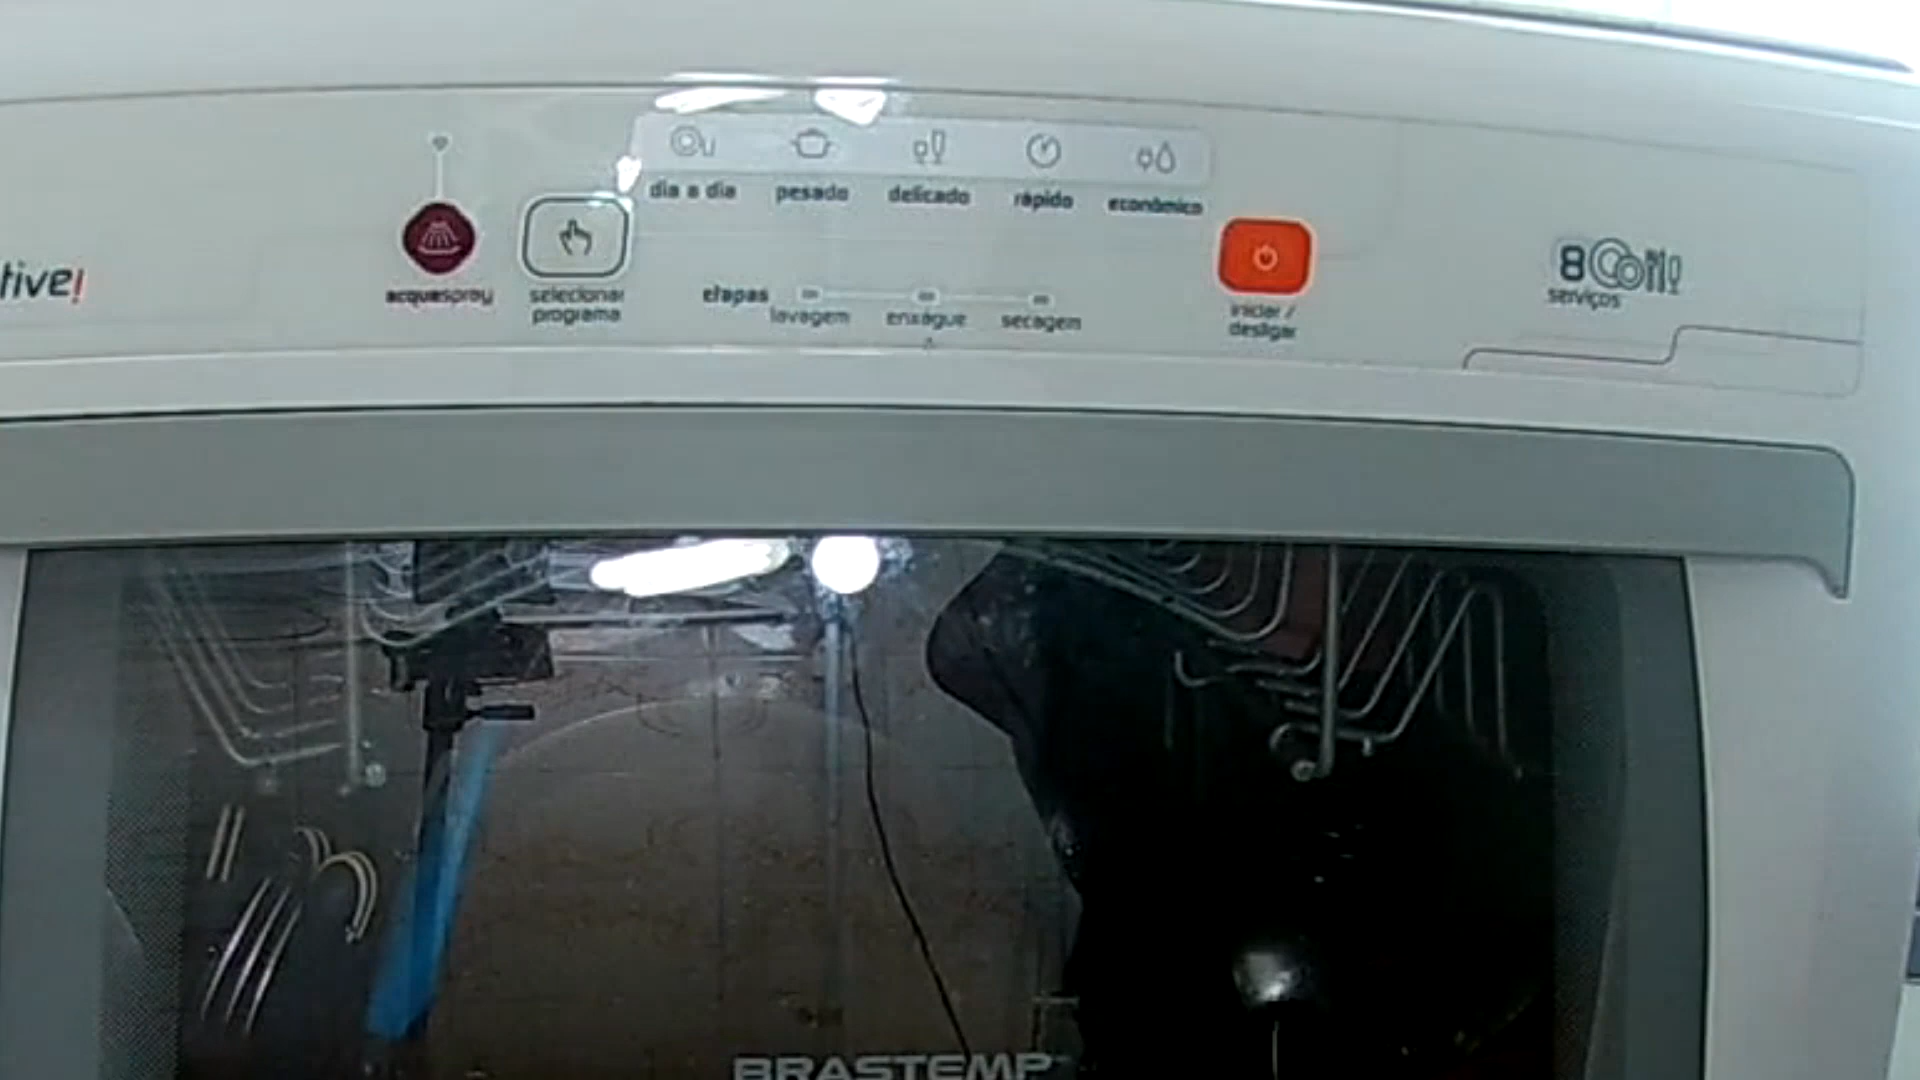 dia a dia
pesado
delicado
rápido
econômico
tive!
acquaspray
selecionar
programa
etapas
lavagem
enxágue
secagem
iniciar /
desligar
8
serviços
BRASTEMP